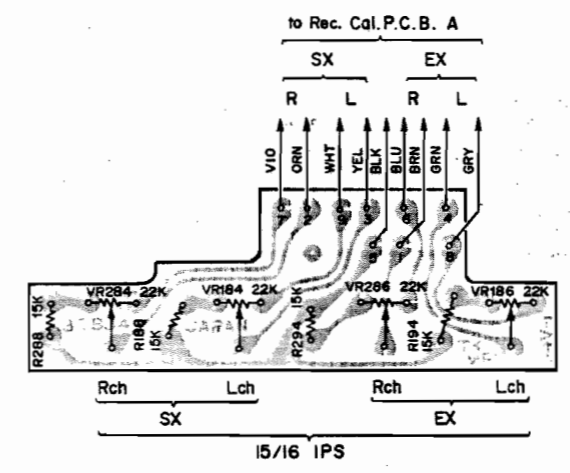 to Rec. Cal. P.C.B. A
SX EX
R L R L
VIO ORN WHT YEL BLK BLU BRN GRN GRY
VR284 22K VR184 22K VR286 22K VR186 22K
R288 15K R188 15K R294 15K R194 15K
Rch Lch Rch Lch
SX EX
15/16 IPS